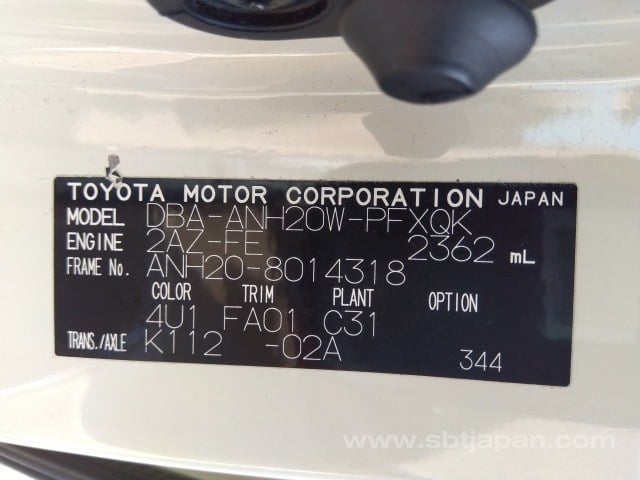 TOYOTA MOTOR CORPORATION JAPAN
MODEL DBA-ANH20W-PFXQK
ENGINE 2AZ-FE 2362 mL
FRAME No. ANH20-8014318
COLOR TRIM PLANT OPTION
4U1 FA01 C31
TRANS./AXLE K112 -02A 344
www.sbtjapan.com